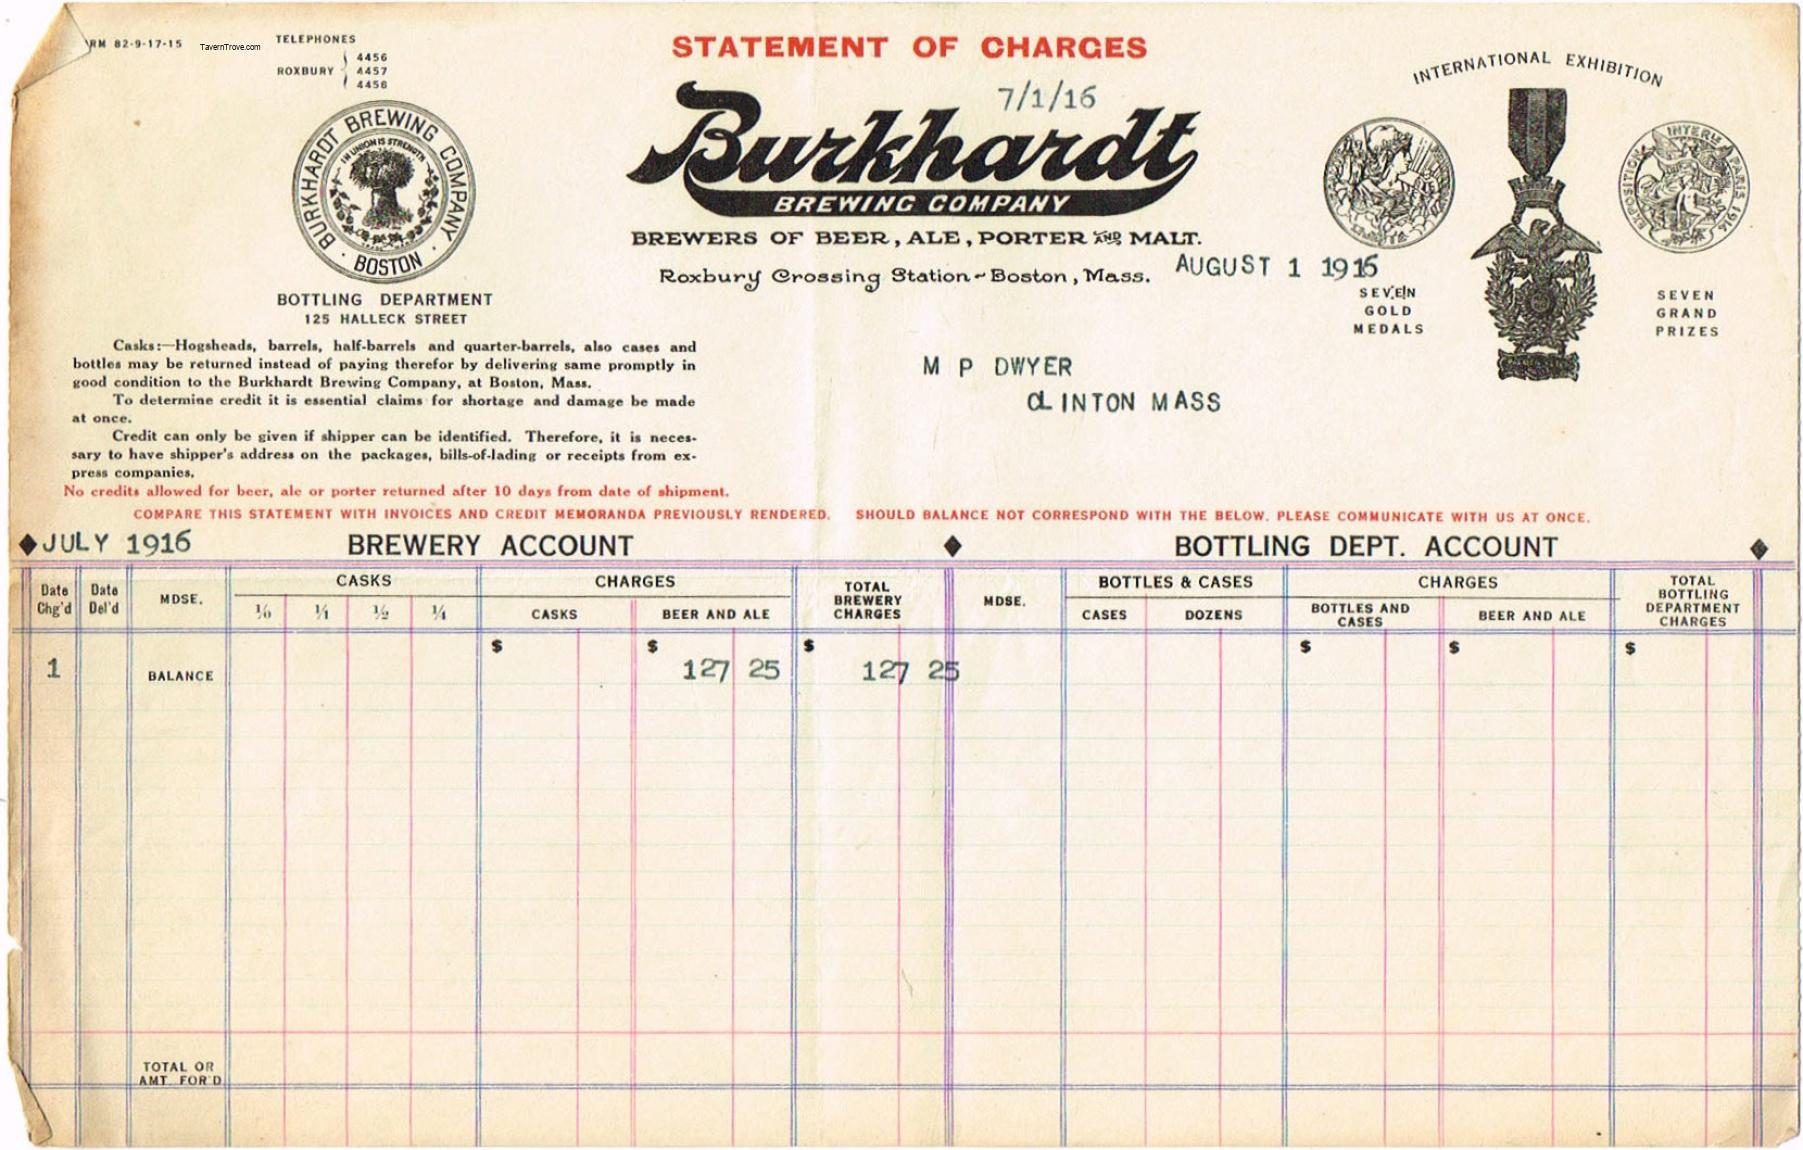 RM 82-9-17-15
TavernTrove.com
TELEPHONES
ROXBURY 4456
4457
4458
BURKHARDT BREWING COMPANY
IN UNION IS STRENGTH
· BOSTON ·
BOTTLING DEPARTMENT
125 HALLECK STREET
STATEMENT OF CHARGES
7/1/16
Burkhardt
BREWING COMPANY
BREWERS OF BEER, ALE, PORTER AND MALT.
Roxbury Crossing Station - Boston, Mass.
AUGUST 1 1916
INTERNATIONAL EXHIBITION
EXPOSITION INTERLE PARIS 1916
SEVEN
GOLD
MEDALS
SEVEN
GRAND
PRIZES
Casks:—Hogsheads, barrels, half-barrels and quarter-barrels, also cases and
bottles may be returned instead of paying therefor by delivering same promptly in
good condition to the Burkhardt Brewing Company, at Boston, Mass.
To determine credit it is essential claims for shortage and damage be made
at once.
Credit can only be given if shipper can be identified. Therefore, it is neces-
sary to have shipper's address on the packages, bills-of-lading or receipts from ex-
press companies.
No credits allowed for beer, ale or porter returned after 10 days from date of shipment.
M P DWYER
CLINTON MASS
COMPARE THIS STATEMENT WITH INVOICES AND CREDIT MEMORANDA PREVIOUSLY RENDERED. SHOULD BALANCE NOT CORRESPOND WITH THE BELOW. PLEASE COMMUNICATE WITH US AT ONCE.
JULY 1916 BREWERY ACCOUNT BOTTLING DEPT. ACCOUNT
Date Chg'd Date Del'd MDSE. CASKS CHARGES TOTAL BREWERY CHARGES MDSE. BOTTLES & CASES CHARGES TOTAL BOTTLING DEPARTMENT CHARGES
1/0 1/1 1/2 1/4 CASKS BEER AND ALE CASES DOZENS BOTTLES AND CASES BEER AND ALE
$ $ $ $ $ $
1 BALANCE 127 25 127 25
TOTAL OR
AMT FOR'D